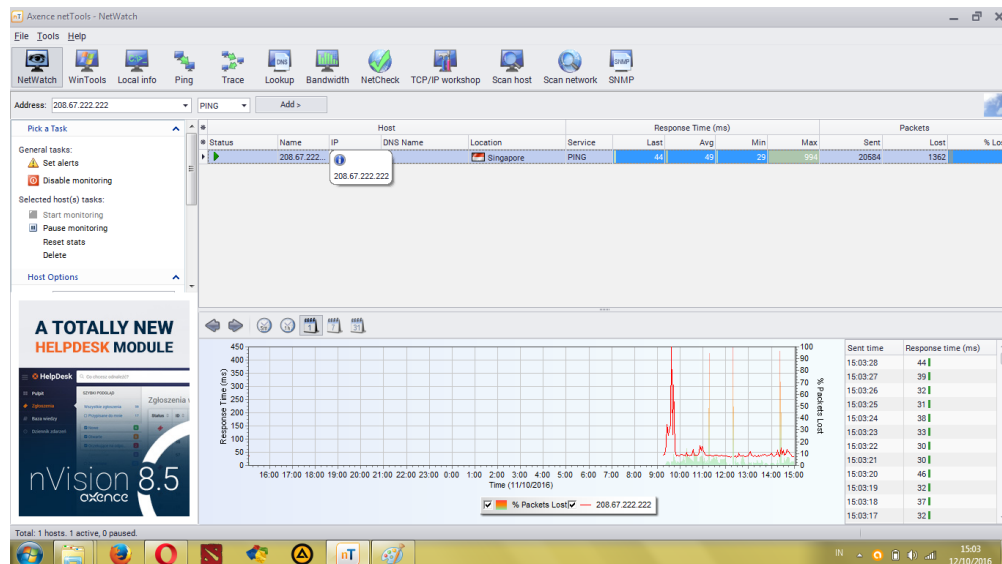 Axence netTools - NetWatch
File Tools Help
NetWatch WinTools Local info Ping Trace Lookup Bandwidth NetCheck TCP/IP workshop Scan host Scan network SNMP
Address: 208.67.222.222 PING Add >
Pick a Task
General tasks:
Set alerts
Disable monitoring
Selected host(s) tasks:
Start monitoring
Pause monitoring
Reset stats
Delete
Host Options
Host Response Time (ms) Packets
Status Name IP DNS Name Location Service Last Avg Min Max Sent Lost % Los
208.67.222... Singapore PING 44 49 29 994 20584 1362
208.67.222.222
A TOTALLY NEW
HELPDESK MODULE
HelpDesk
Pulpit
SZYBKI PODGLĄD
Zgłoszenia
Zgłoszenia w
Baza wiedzy
nVision 8.5
axence
Response Time (ms)
450
400
350
300
250
200
150
100
50
0
100
90
80
70
60
50
40
30
20
10
0
% Packets Lost
16:00 17:00 18:00 19:00 20:00 21:00 22:00 23:00 0:00 1:00 2:00 3:00 4:00 5:00 6:00 7:00 8:00 9:00 10:00 11:00 12:00 13:00 14:00 15:00
Time (11/10/2016)
% Packets Lost 208.67.222.222
Sent time Response time (ms)
15:03:28 44
15:03:27 39
15:03:26 32
15:03:25 31
15:03:24 38
15:03:23 33
15:03:22 30
15:03:21 30
15:03:20 46
15:03:19 32
15:03:18 37
15:03:17 32
Total: 1 hosts. 1 active, 0 paused.
nT
IN
15:03
12/10/2016